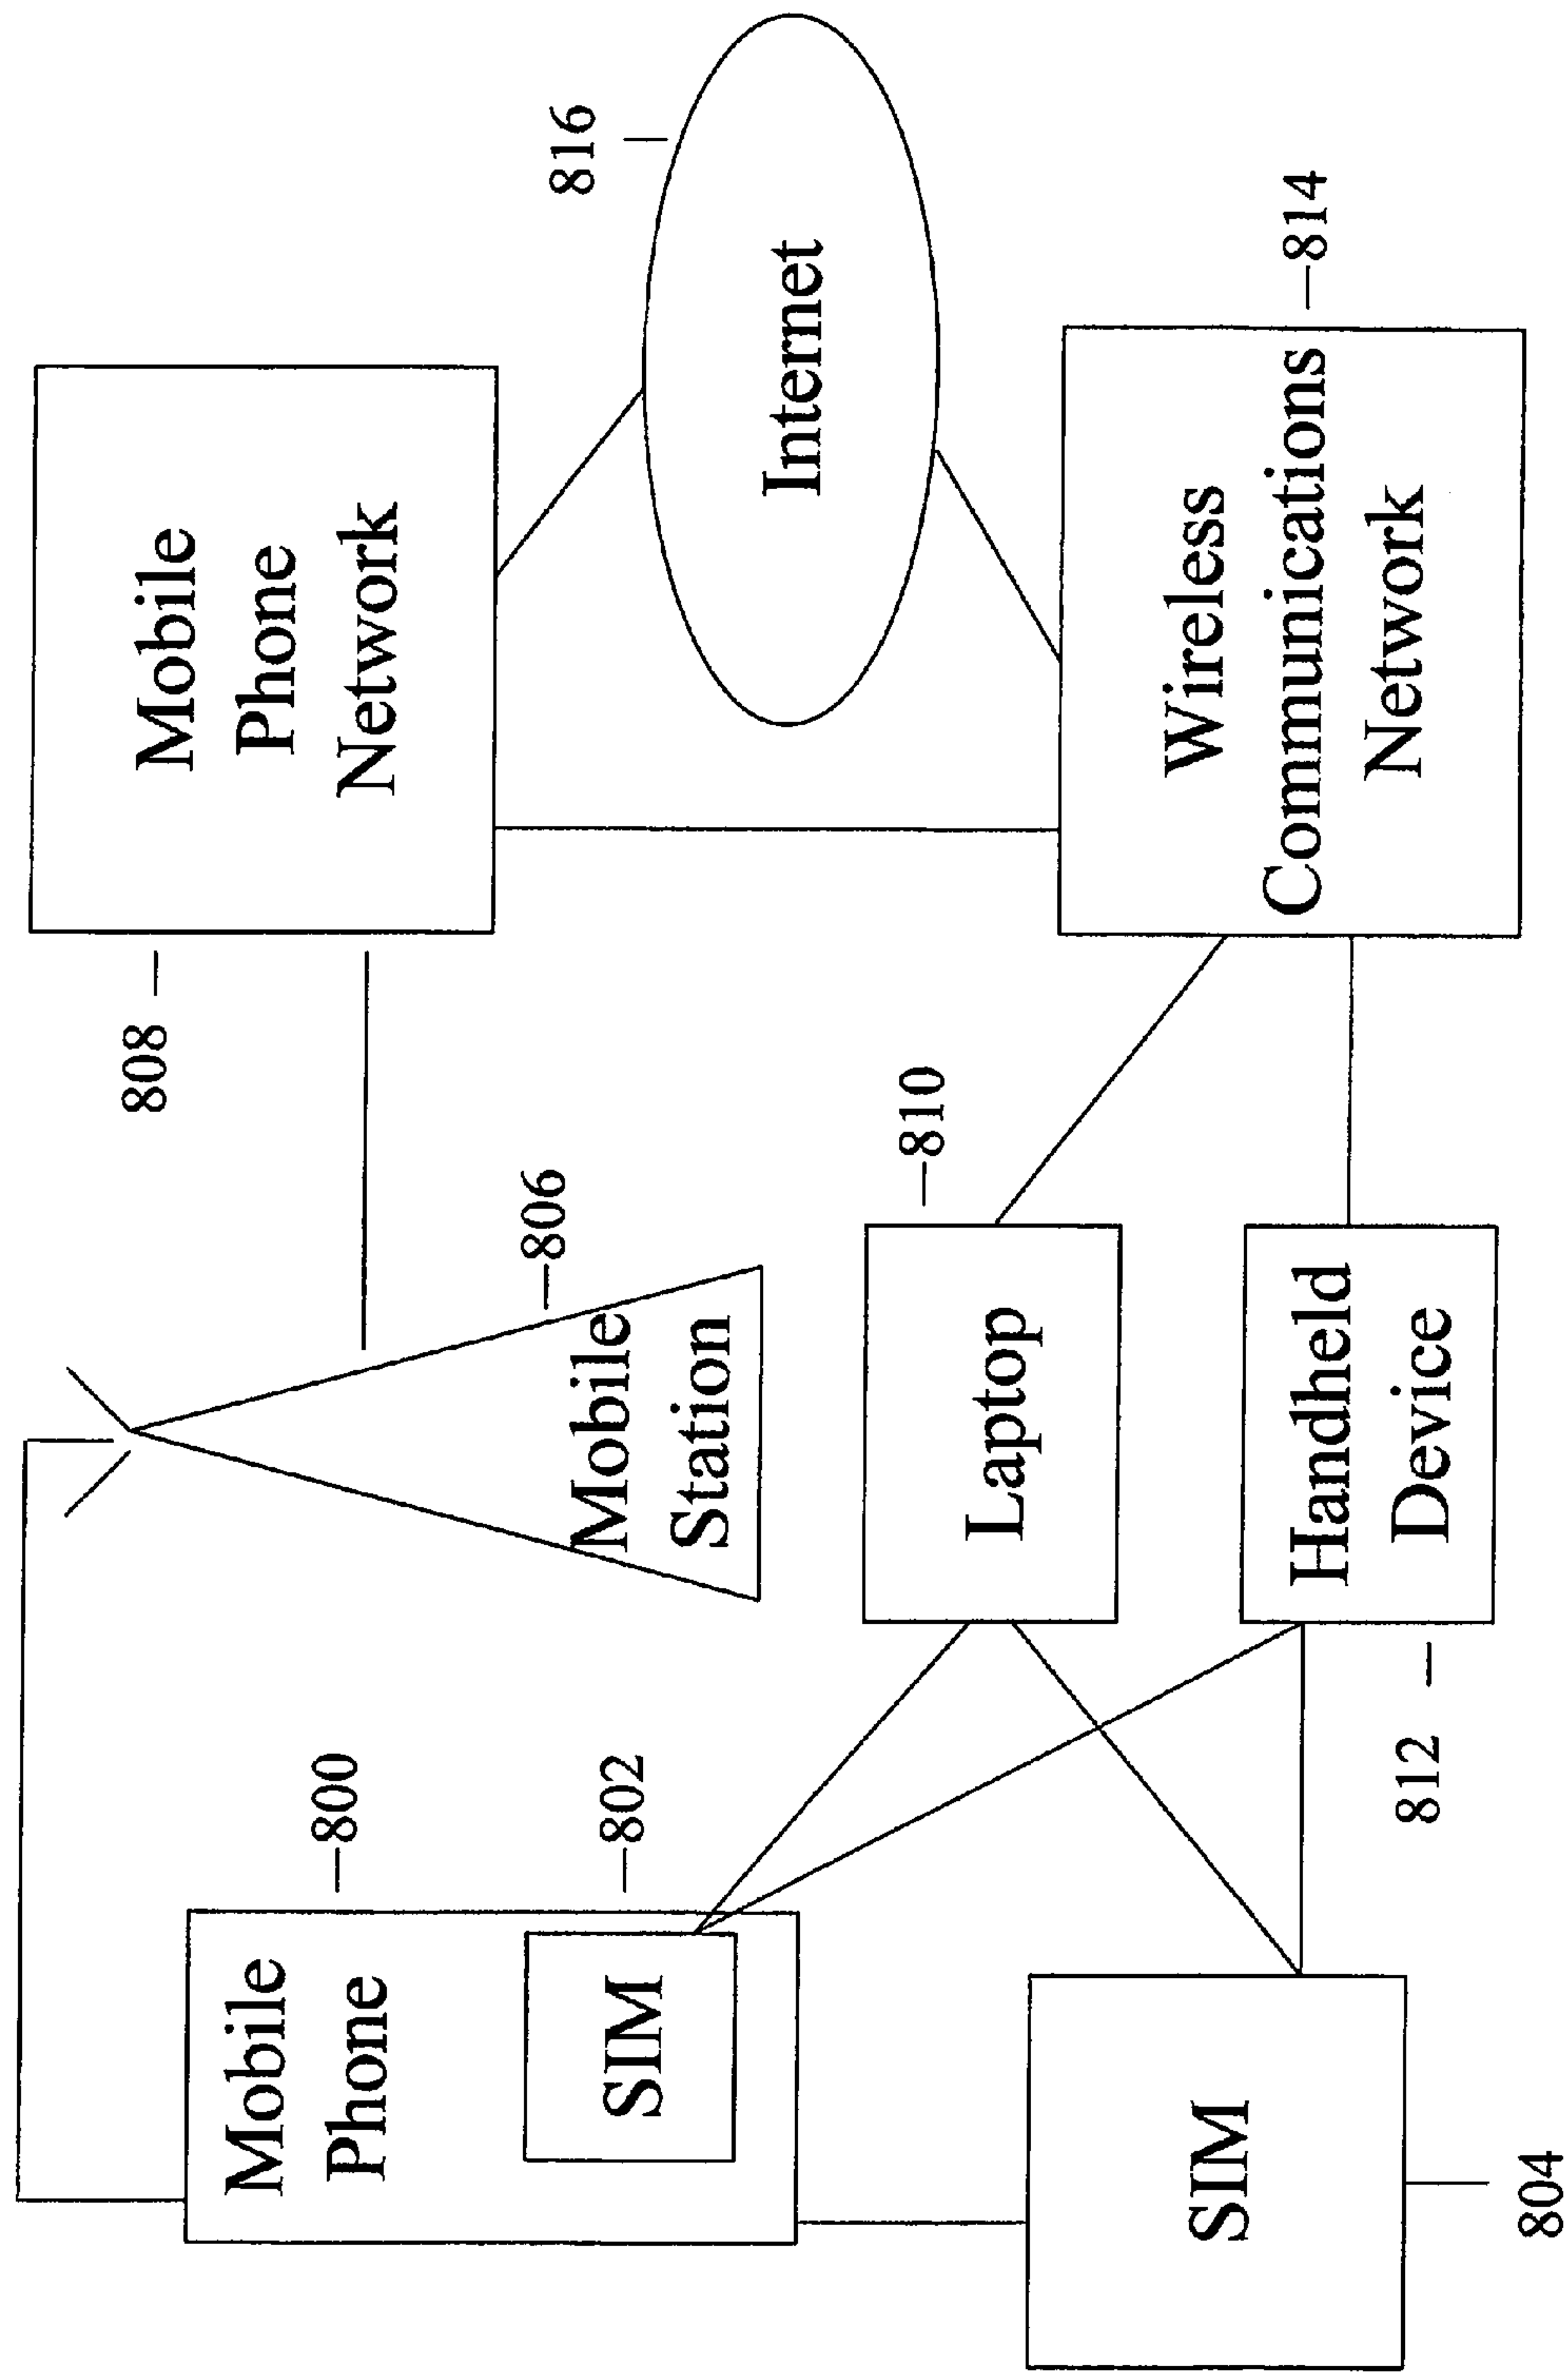 Mobile
Phone
800
SIM
802
SIM
804
Mobile
Station
806
808
Mobile
Phone
Network
Laptop
810
Handheld
Device
812
Wireless
Communications
Network
814
Internet
816